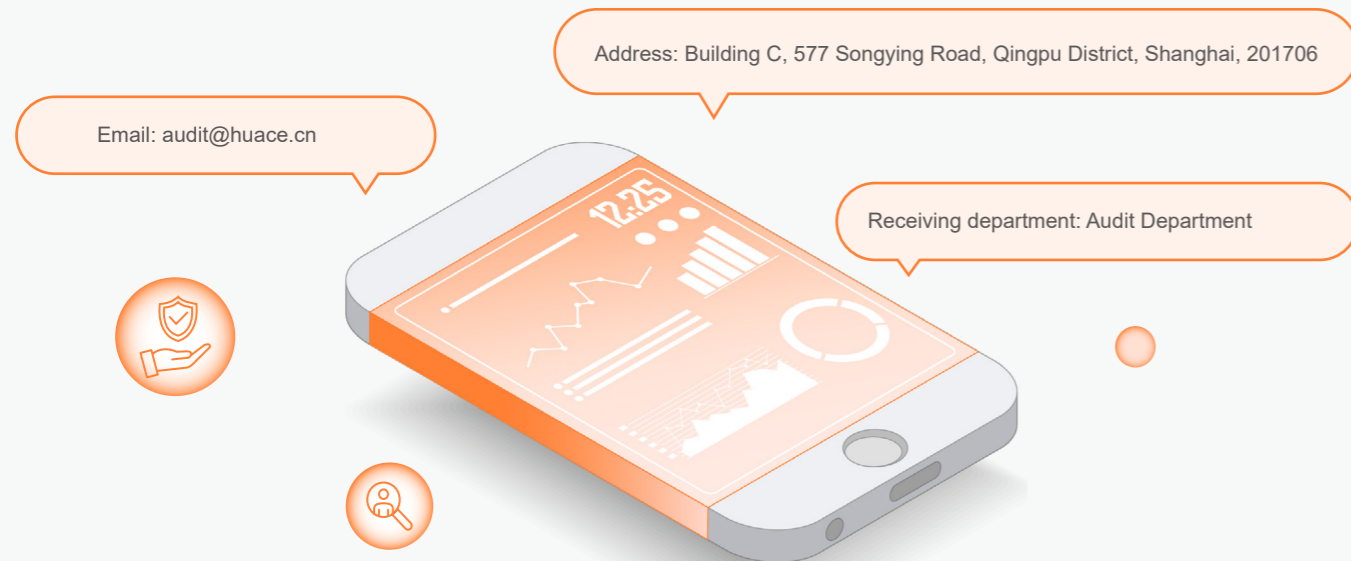 Address: Building C, 577 Songying Road, Qingpu District, Shanghai, 201706
Email: audit@huace.cn
12:25
Receiving department: Audit Department